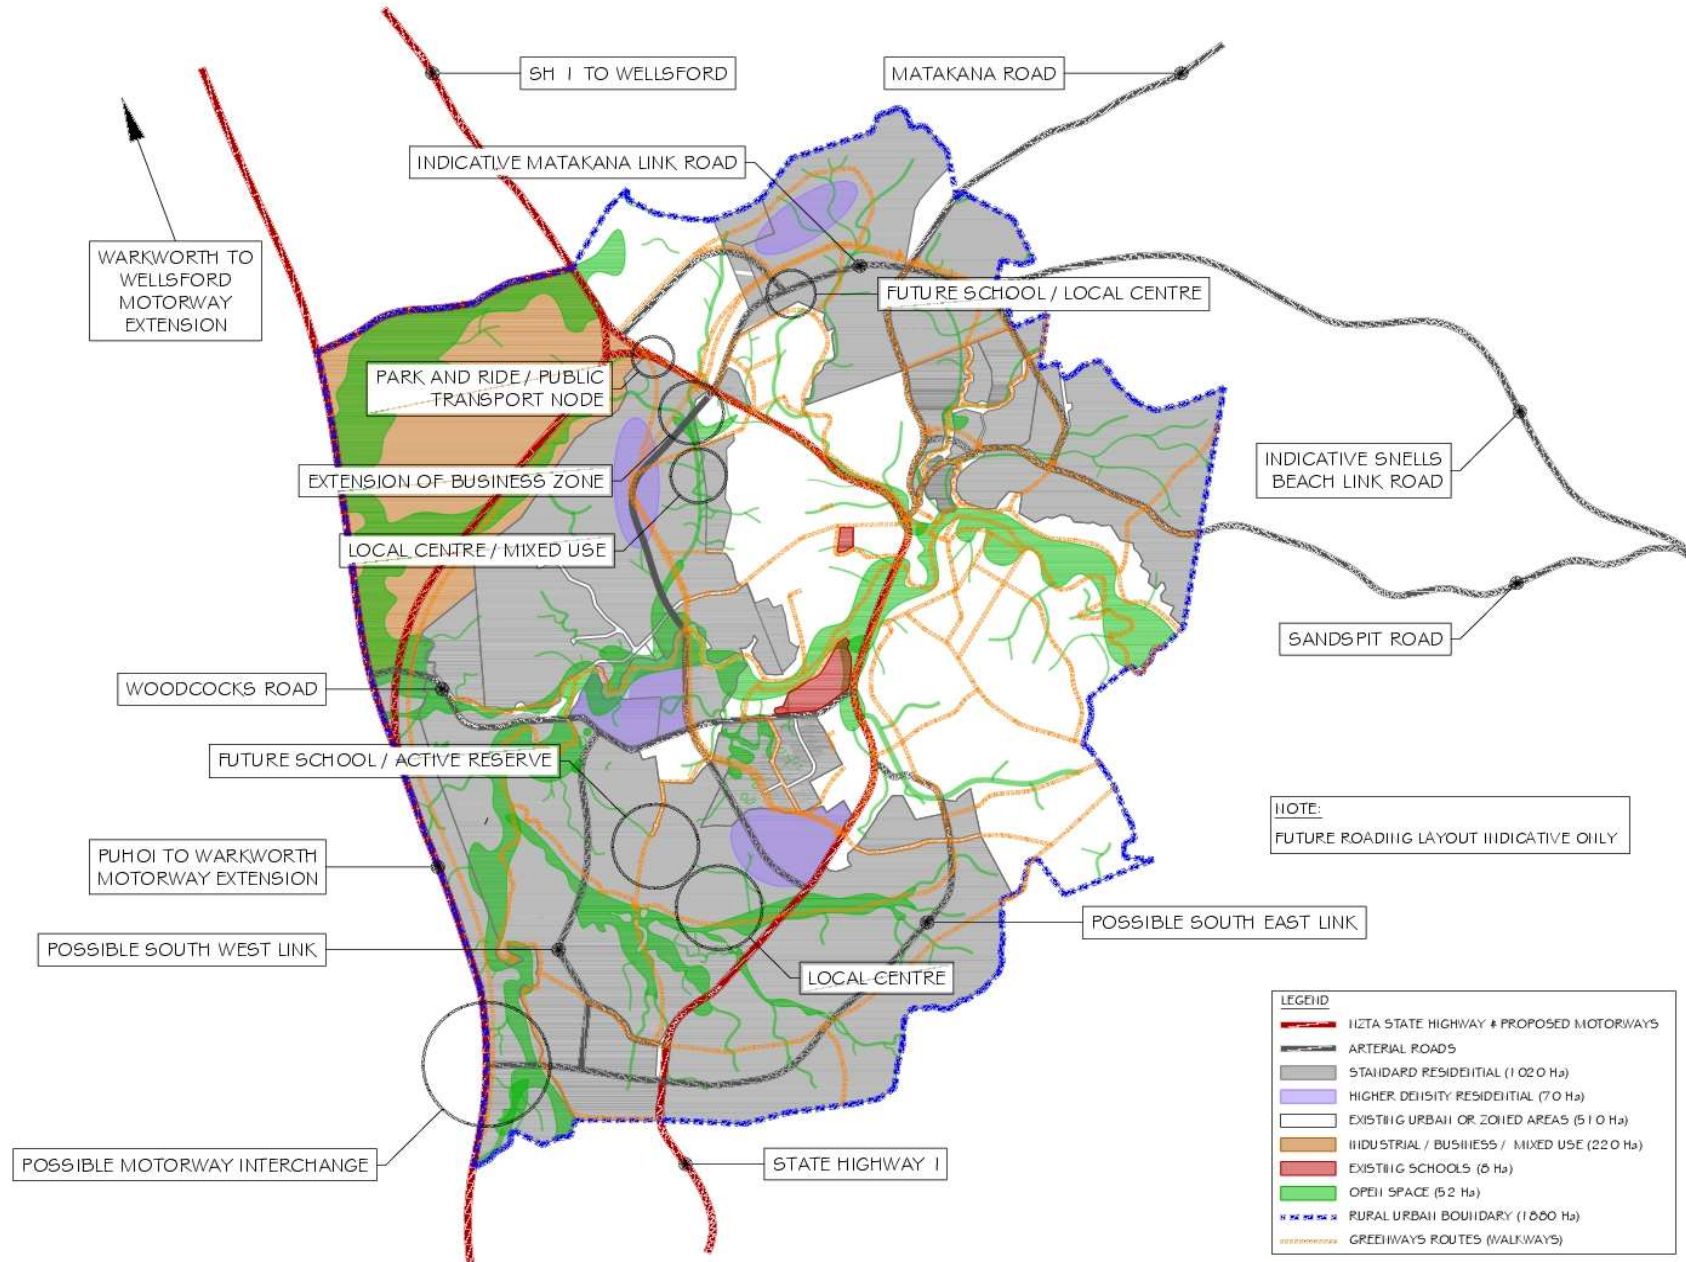 SH 1 TO WELLSFORD
MATAKANA ROAD
INDICATIVE MATAKANA LINK ROAD
WARKWORTH TO
WELLSFORD
MOTORWAY
EXTENSION
FUTURE SCHOOL / LOCAL CENTRE
PARK AND RIDE / PUBLIC
TRANSPORT NODE
EXTENSION OF BUSINESS ZONE
INDICATIVE SNELLS
BEACH LINK ROAD
LOCAL CENTRE / MIXED USE
SANDSPIT ROAD
WOODCOCKS ROAD
FUTURE SCHOOL / ACTIVE RESERVE
NOTE:
FUTURE ROADING LAYOUT INDICATIVE ONLY
PUHOI TO WARKWORTH
MOTORWAY EXTENSION
POSSIBLE SOUTH EAST LINK
POSSIBLE SOUTH WEST LINK
LOCAL CENTRE
POSSIBLE MOTORWAY INTERCHANGE
STATE HIGHWAY 1
LEGEND
NZTA STATE HIGHWAY & PROPOSED MOTORWAYS
ARTERIAL ROADS
STANDARD RESIDENTIAL (1020 Ha)
HIGHER DENSITY RESIDENTIAL (70 Ha)
EXISTING URBAN OR ZONED AREAS (510 Ha)
INDUSTRIAL / BUSINESS / MIXED USE (220 Ha)
EXISTING SCHOOLS (8 Ha)
OPEN SPACE (52 Ha)
RURAL URBAN BOUNDARY (1880 Ha)
GREENWAYS ROUTES (WALKWAYS)